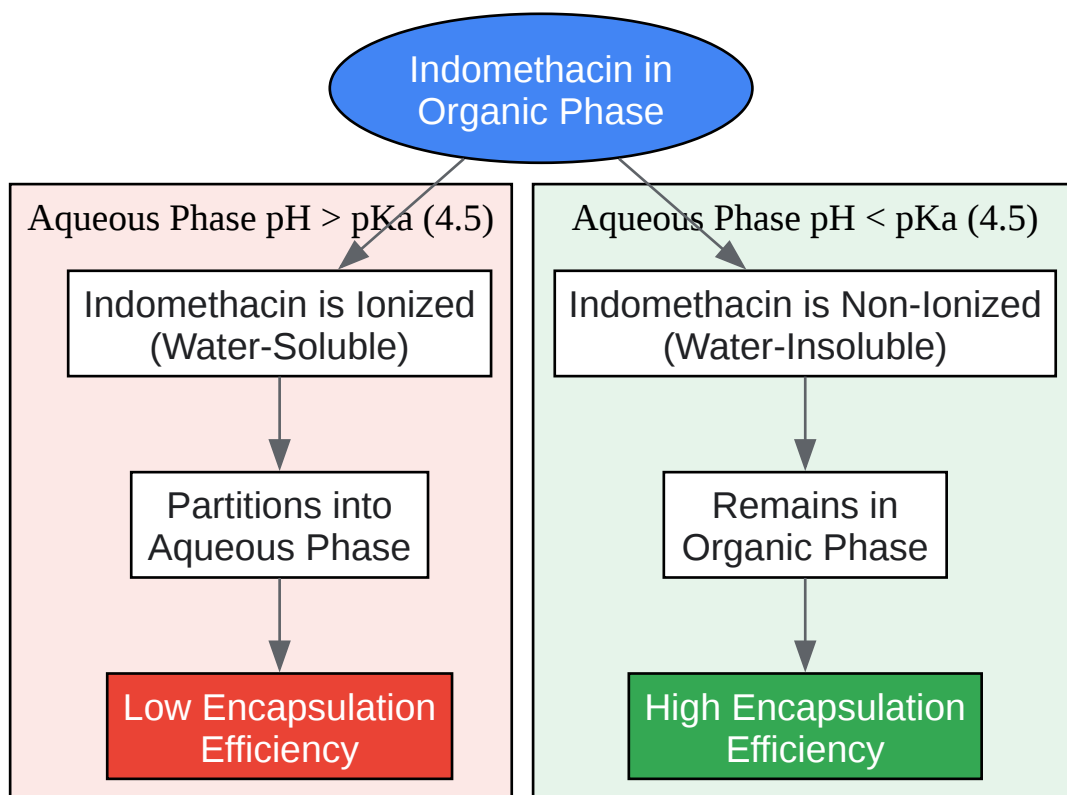 Indomethacin in
Organic Phase
Aqueous Phase pH > pKa (4.5)
Indomethacin is Ionized
(Water-Soluble)
Partitions into
Aqueous Phase
Low Encapsulation
Efficiency
Aqueous Phase pH < pKa (4.5)
Indomethacin is Non-Ionized
(Water-Insoluble)
Remains in
Organic Phase
High Encapsulation
Efficiency